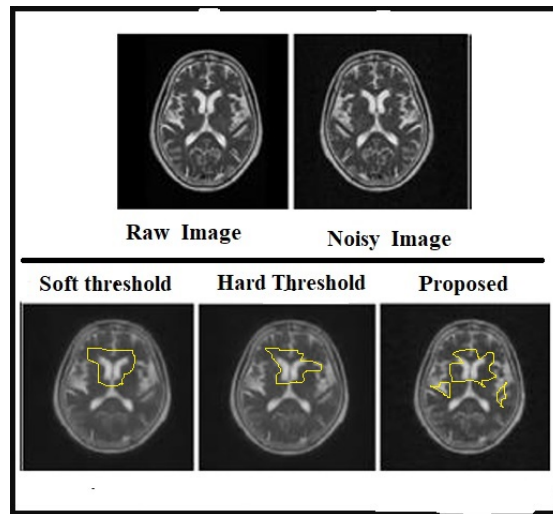 Raw Image
Noisy Image
Soft threshold
Hard Threshold
Proposed